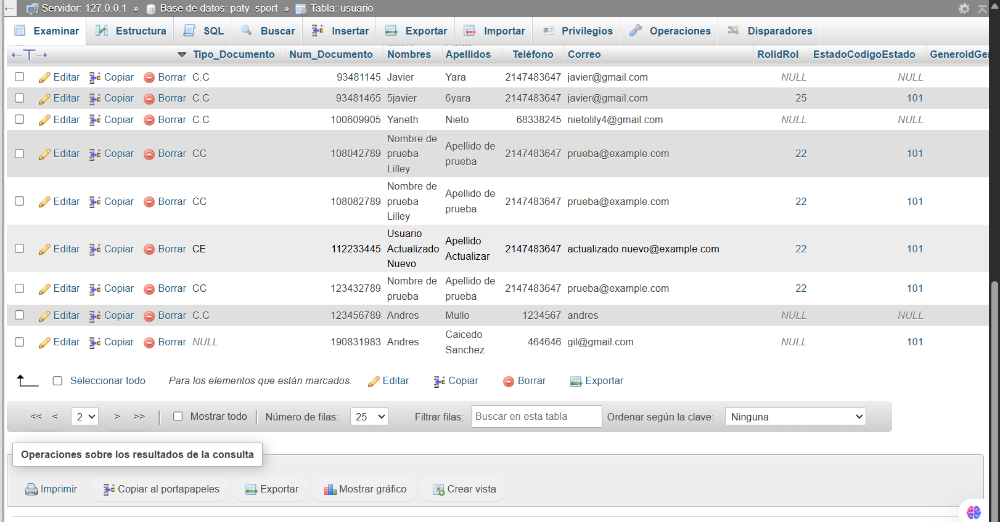 ← Servidor: 127.0.0.1 » Base de datos: paty_sport » Tabla: usuario
Examinar Estructura SQL Buscar Insertar Exportar Importar Privilegios Operaciones Disparadores
←T→ Tipo_Documento Num_Documento Nombres Apellidos Teléfono Correo RolidRol EstadoCodigoEstado GeneroidGe
Editar Copiar Borrar C.C 93481145 Javier Yara 2147483647 javier@gmail.com NULL NULL
Editar Copiar Borrar C.C 93481465 5javier 6yara 2147483647 javier@gmail.com 25 101
Editar Copiar Borrar C.C 100609905 Yaneth Nieto 68338245 nietolily4@gmail.com NULL NULL
Editar Copiar Borrar CC 108042789 Nombre de prueba Lilley Apellido de prueba 2147483647 prueba@example.com 22 101
Editar Copiar Borrar CC 108082789 Nombre de prueba Lilley Apellido de prueba 2147483647 prueba@example.com 22 101
Editar Copiar Borrar CE 112233445 Usuario Actualizado Nuevo Apellido Actualizar 2147483647 actualizado.nuevo@example.com 22 101
Editar Copiar Borrar CC 123432789 Nombre de prueba Apellido de prueba 2147483647 prueba@example.com 22 101
Editar Copiar Borrar C.C 123456789 Andres Mullo 1234567 andres NULL NULL
Editar Copiar Borrar NULL 190831983 Andres Caicedo Sanchez 464646 gil@gmail.com NULL 101
Seleccionar todo Para los elementos que están marcados: Editar Copiar Borrar Exportar
<< < 2 > >> | Mostrar todo | Número de filas: 25 Filtrar filas: Buscar en esta tabla Ordenar según la clave: Ninguna
Operaciones sobre los resultados de la consulta
Imprimir Copiar al portapapeles Exportar Mostrar gráfico Crear vista